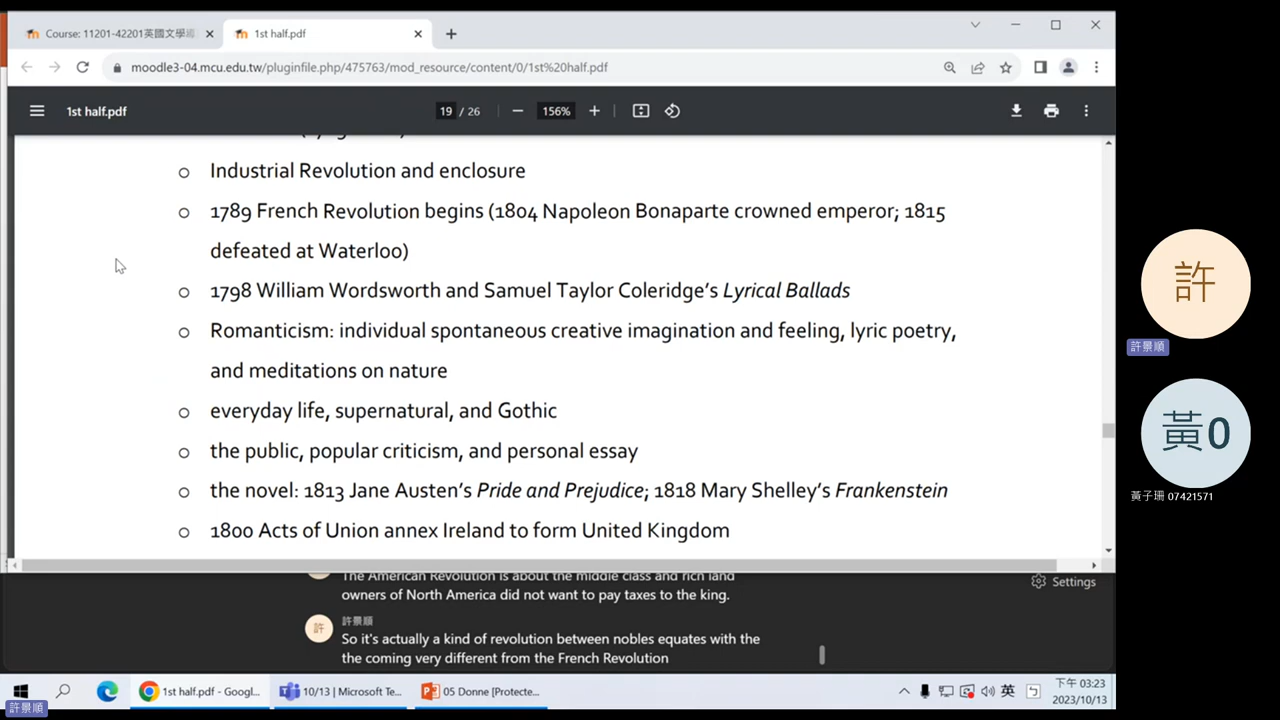 Course: 11201-42201英國文學
1st half.pdf
moodle3-04.mcu.edu.tw/pluginfile.php/475763/mod_resource/content/0/1st%20half.pdf
1st half.pdf
19 / 26
156%
Industrial Revolution and enclosure
1789 French Revolution begins (1804 Napoleon Bonaparte crowned emperor; 1815
defeated at Waterloo)
1798 William Wordsworth and Samuel Taylor Coleridge's Lyrical Ballads
Romanticism: individual spontaneous creative imagination and feeling, lyric poetry,
and meditations on nature
everyday life, supernatural, and Gothic
the public, popular criticism, and personal essay
the novel: 1813 Jane Austen's Pride and Prejudice; 1818 Mary Shelley's Frankenstein
1800 Acts of Union annex Ireland to form United Kingdom
許
許景順
黃0
黃子珊 07421571
The American Revolution is about the middle class and rich land
owners of North America did not want to pay taxes to the king.
Settings
許景順
許
So it's actually a kind of revolution between nobles equates with the
the coming very different from the French Revolution
1st half.pdf - Googl...
10/13 | Microsoft Te...
05 Donne [Protecte...
英
下午 03:23
2023/10/13
許景順